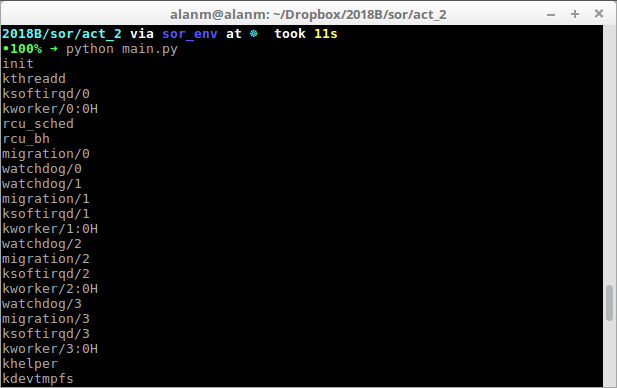 alanm@alanm: ~/Dropbox/2018B/sor/act_2
2018B/sor/act_2 via sor_env at ☸ took 11s
•100% ➜ python main.py
init
kthreadd
ksoftirqd/0
kworker/0:0H
rcu_sched
rcu_bh
migration/0
watchdog/0
watchdog/1
migration/1
ksoftirqd/1
kworker/1:0H
watchdog/2
migration/2
ksoftirqd/2
kworker/2:0H
watchdog/3
migration/3
ksoftirqd/3
kworker/3:0H
khelper
kdevtmpfs